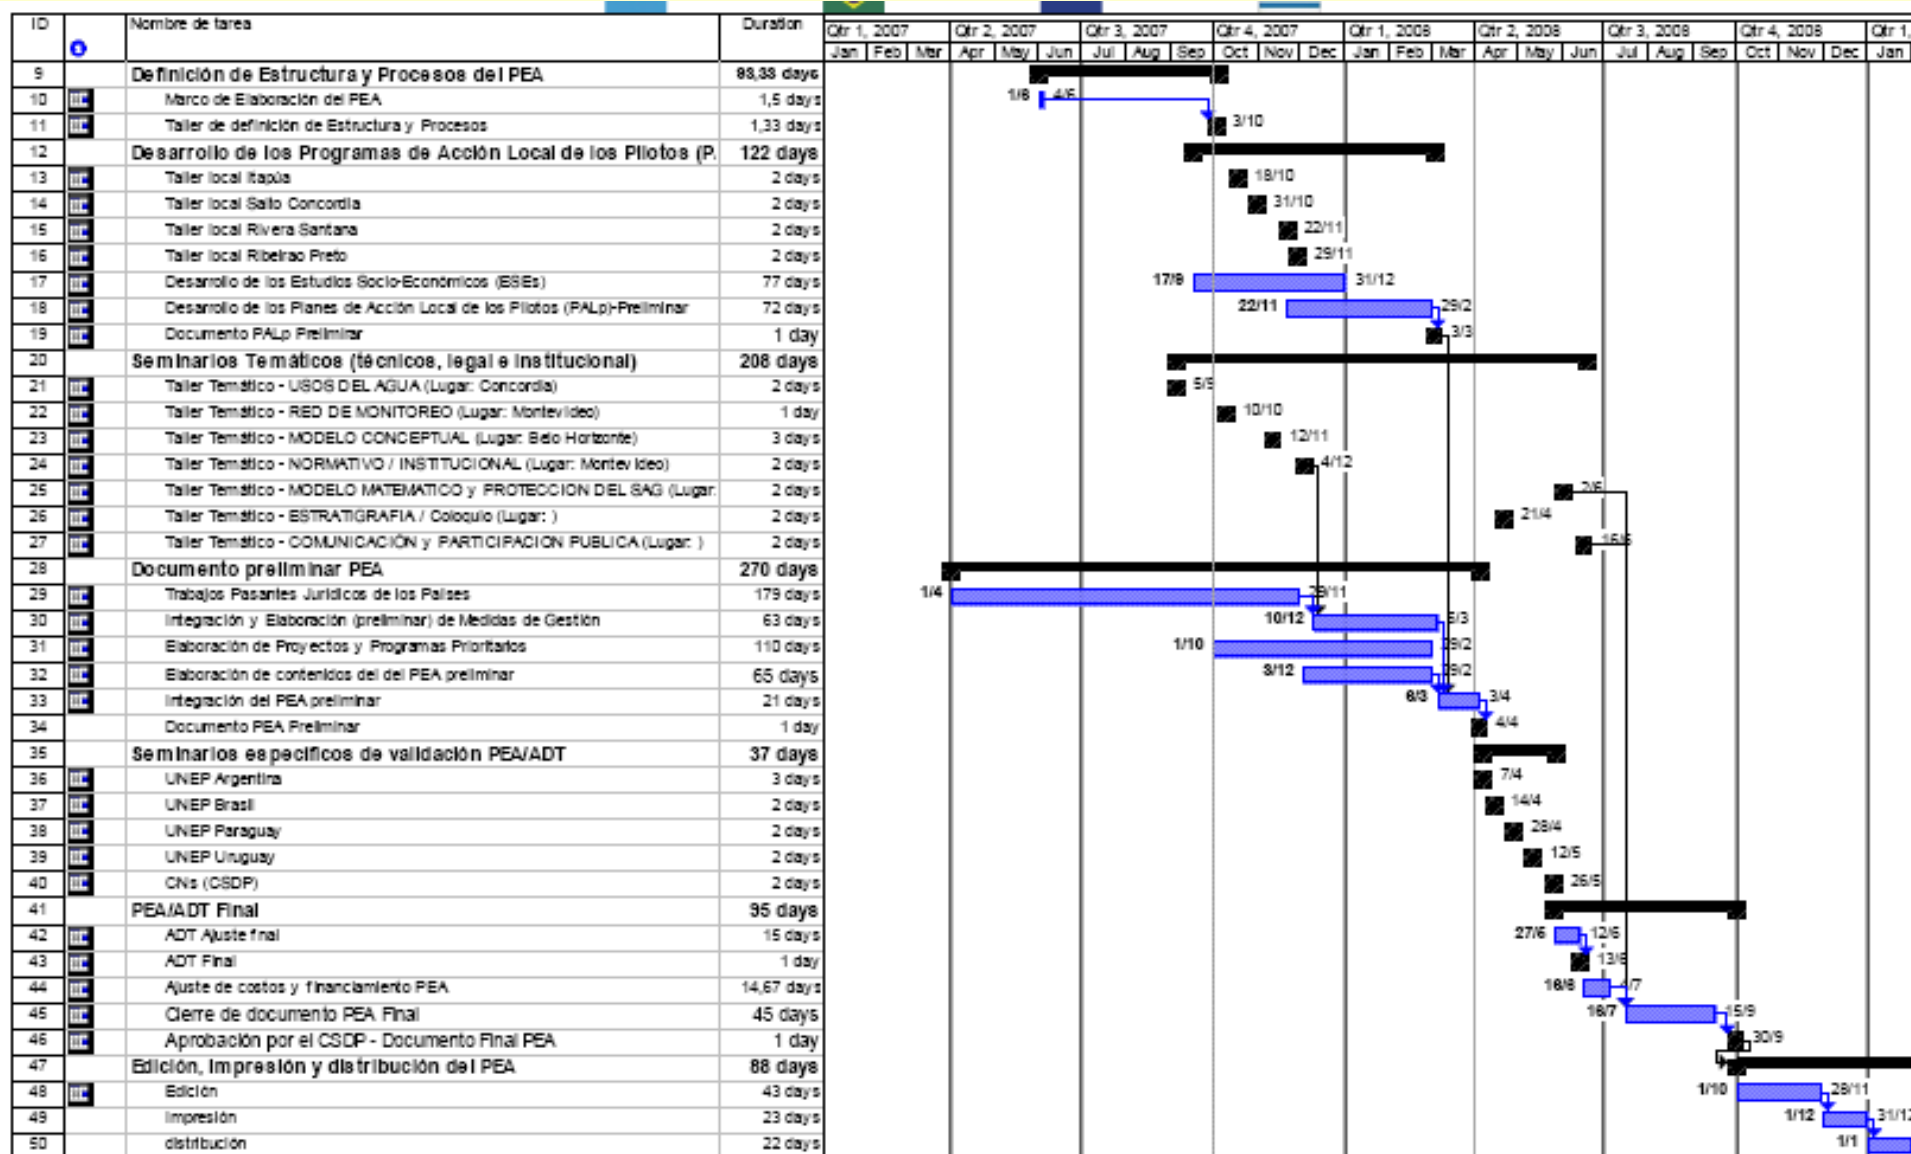 ID Nombre de tarea Duration Qtr 1, 2007 Qtr 2, 2007 Qtr 3, 2007 Qtr 4, 2007 Qtr 1, 2008 Qtr 2, 2008 Qtr 3, 2008 Qtr 4, 2008 Qtr 1,
Jan Feb Mar Apr May Jun Jul Aug Sep Oct Nov Dec Jan Feb Mar Apr May Jun Jul Aug Sep Oct Nov Dec Jan
9 Definición de Estructura y Procesos del PEA 93,33 days
10 Marco de Elaboración del PEA 1,5 days 1/6 4/6
11 Taller de definición de Estructura y Procesos 1,33 days 3/10
12 Desarrollo de los Programas de Acción Local de los Pilotos (P. 122 days
13 Taller local Itapúa 2 days 18/10
14 Taller local Salto Concordia 2 days 31/10
15 Taller local Rivera Santana 2 days 22/11
16 Taller local Ribeirao Preto 2 days 29/11
17 Desarrollo de los Estudios Socio-Económicos (ESEs) 77 days 17/9 31/12
18 Desarrollo de los Planes de Acción Local de los Pilotos (PALp)-Preliminar 72 days 22/11 29/2
19 Documento PALp Preliminar 1 day 3/3
20 Seminarios Temáticos (técnicos, legal e institucional) 208 days
21 Taller Temático - USOS DEL AGUA (Lugar: Concordia) 2 days 5/9
22 Taller Temático - RED DE MONITOREO (Lugar: Montevideo) 1 day 10/10
23 Taller Temático - MODELO CONCEPTUAL (Lugar: Belo Horizonte) 3 days 12/11
24 Taller Temático - NORMATIVO / INSTITUCIONAL (Lugar: Montevideo) 2 days 4/12
25 Taller Temático - MODELO MATEMATICO y PROTECCION DEL SAG (Lugar: 2 days 2/6
26 Taller Temático - ESTRATIGRAFIA / Coloquio (Lugar: ) 2 days 21/4
27 Taller Temático - COMUNICACIÓN y PARTICIPACION PUBLICA (Lugar: ) 2 days 16/6
28 Documento preliminar PEA 270 days
29 Trabajos Pasantes Jurídicos de los Países 179 days 1/4 29/11
30 Integración y Elaboración (preliminar) de Medidas de Gestión 63 days 10/12 5/3
31 Elaboración de Proyectos y Programas Prioritarios 110 days 1/10 29/2
32 Elaboración de contenidos del del PEA preliminar 65 days 3/12 29/2
33 Integración del PEA preliminar 21 days 6/3 3/4
34 Documento PEA Preliminar 1 day 4/4
35 Seminarios específicos de validación PEA/ADT 37 days
36 UNEP Argentina 3 days 7/4
37 UNEP Brasil 2 days 14/4
38 UNEP Paraguay 2 days 28/4
39 UNEP Uruguay 2 days 12/5
40 CNs (CSDP) 2 days 26/5
41 PEA/ADT Final 95 days
42 ADT Ajuste final 15 days 27/5 12/6
43 ADT Final 1 day 13/6
44 Ajuste de costos y financiamiento PEA 14,67 days 16/6 4/7
45 Cierre de documento PEA Final 45 days 16/7 15/9
46 Aprobación por el CSDP - Documento Final PEA 1 day 30/9
47 Edición, impresión y distribución del PEA 88 days
48 Edición 43 days 1/10 28/11
49 Impresión 23 days 1/12 31/12
50 distribución 22 days 1/1